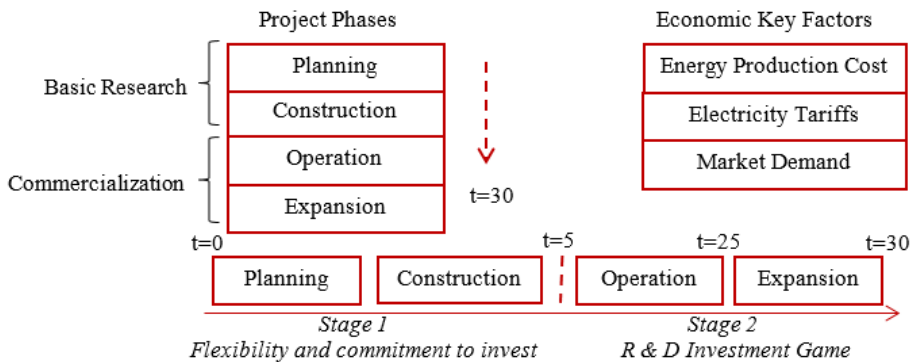 Project Phases
Economic Key Factors
Basic Research
Commercialization
Planning
Construction
Operation
Expansion
t=30
Energy Production Cost
Electricity Tariffs
Market Demand
t=0
t=5
t=25
t=30
Planning
Construction
Operation
Expansion
Stage 1
Flexibility and commitment to invest
Stage 2
R & D Investment Game